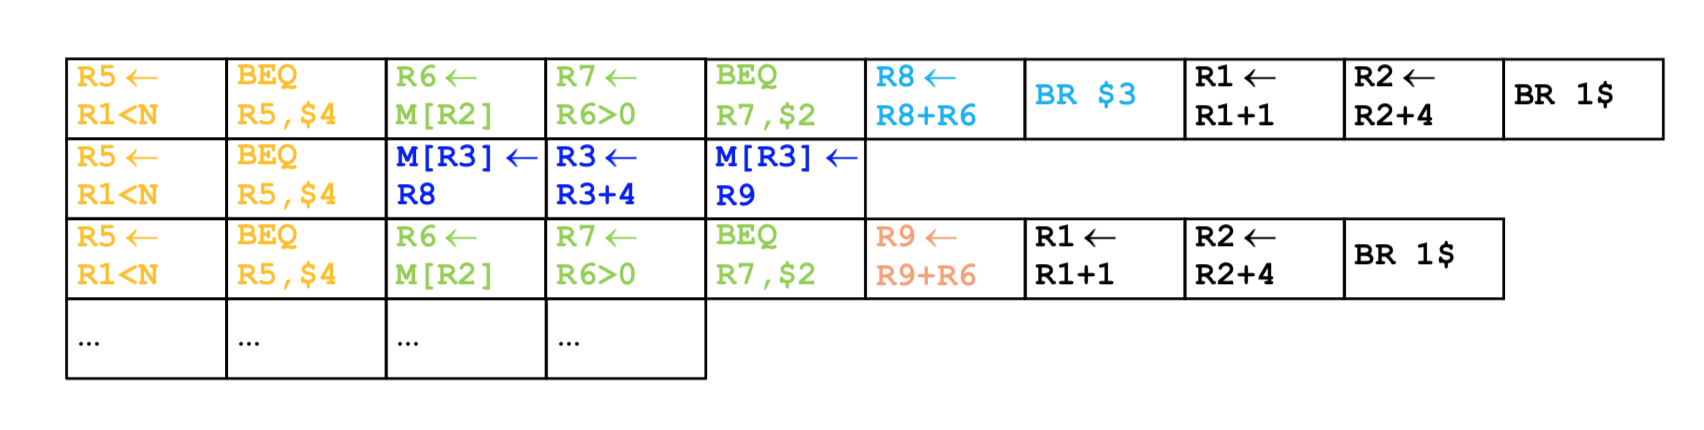 R5 ← BEQ R6 ← R7 ← BEQ R8 ← BR $3 R1 ← R2 ← BR 1$
R1<N R5,$4 M[R2] R6>0 R7,$2 R8+R6 R1+1 R2+4
R5 ← BEQ M[R3] ← R3 ← M[R3] ←
R1<N R5,$4 R8 R3+4 R9
R5 ← BEQ R6 ← R7 ← BEQ R9 ← R1 ← R2 ← BR 1$
R1<N R5,$4 M[R2] R6>0 R7,$2 R9+R6 R1+1 R2+4
… … … …